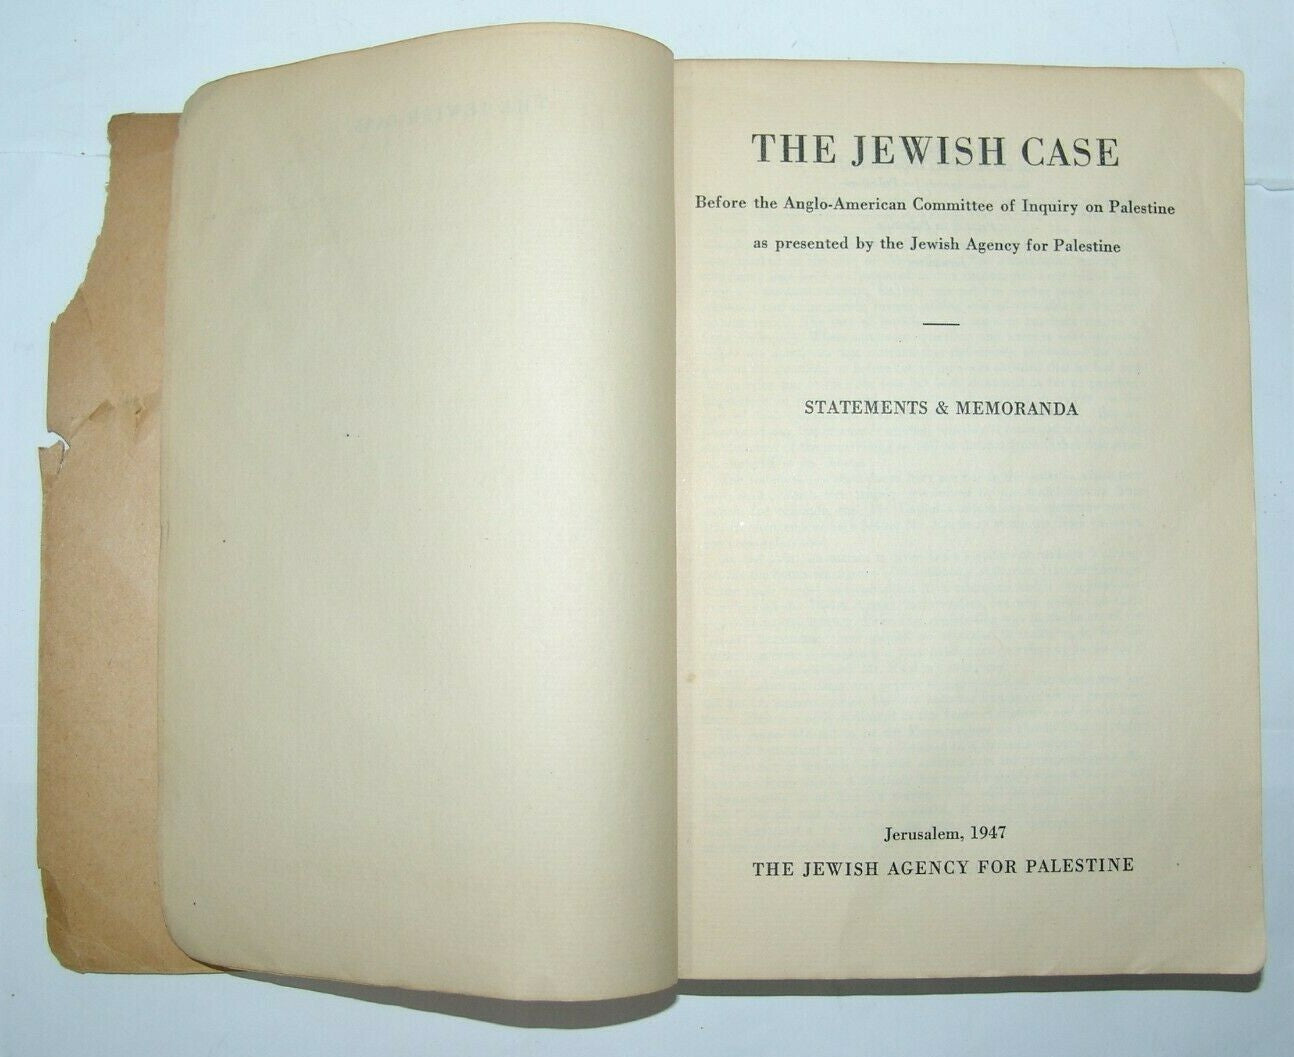 THE JEWISH CASE
Before the Anglo-American Committee of Inquiry on Palestine
as presented by the Jewish Agency for Palestine
STATEMENTS & MEMORANDA
Jerusalem, 1947
THE JEWISH AGENCY FOR PALESTINE